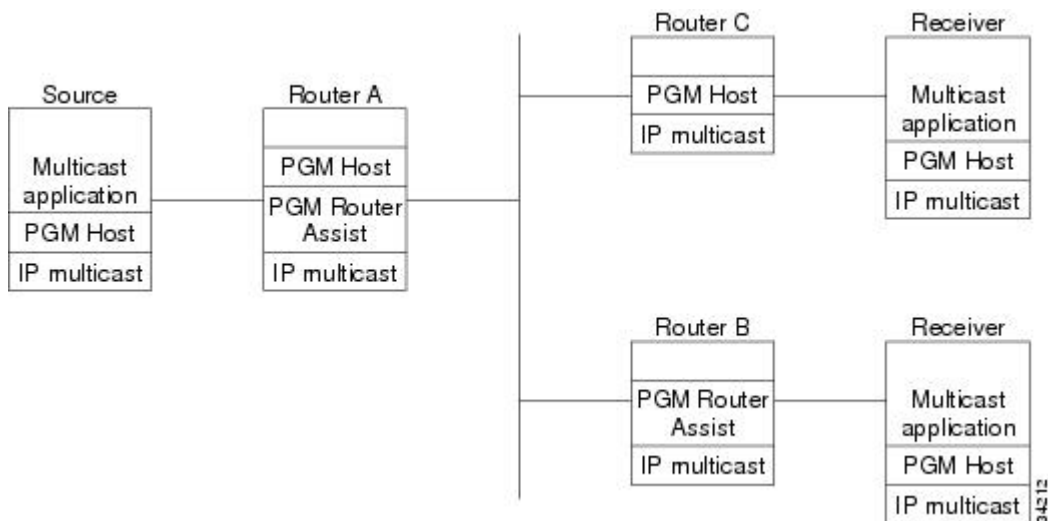 Source
Multicast
application
PGM Host
IP multicast
Router A
PGM Host
PGM Router
Assist
IP multicast
Router C
PGM Host
IP multicast
Receiver
Multicast
application
PGM Host
IP multicast
Router B
PGM Router
Assist
IP multicast
Receiver
Multicast
application
PGM Host
IP multicast
34212